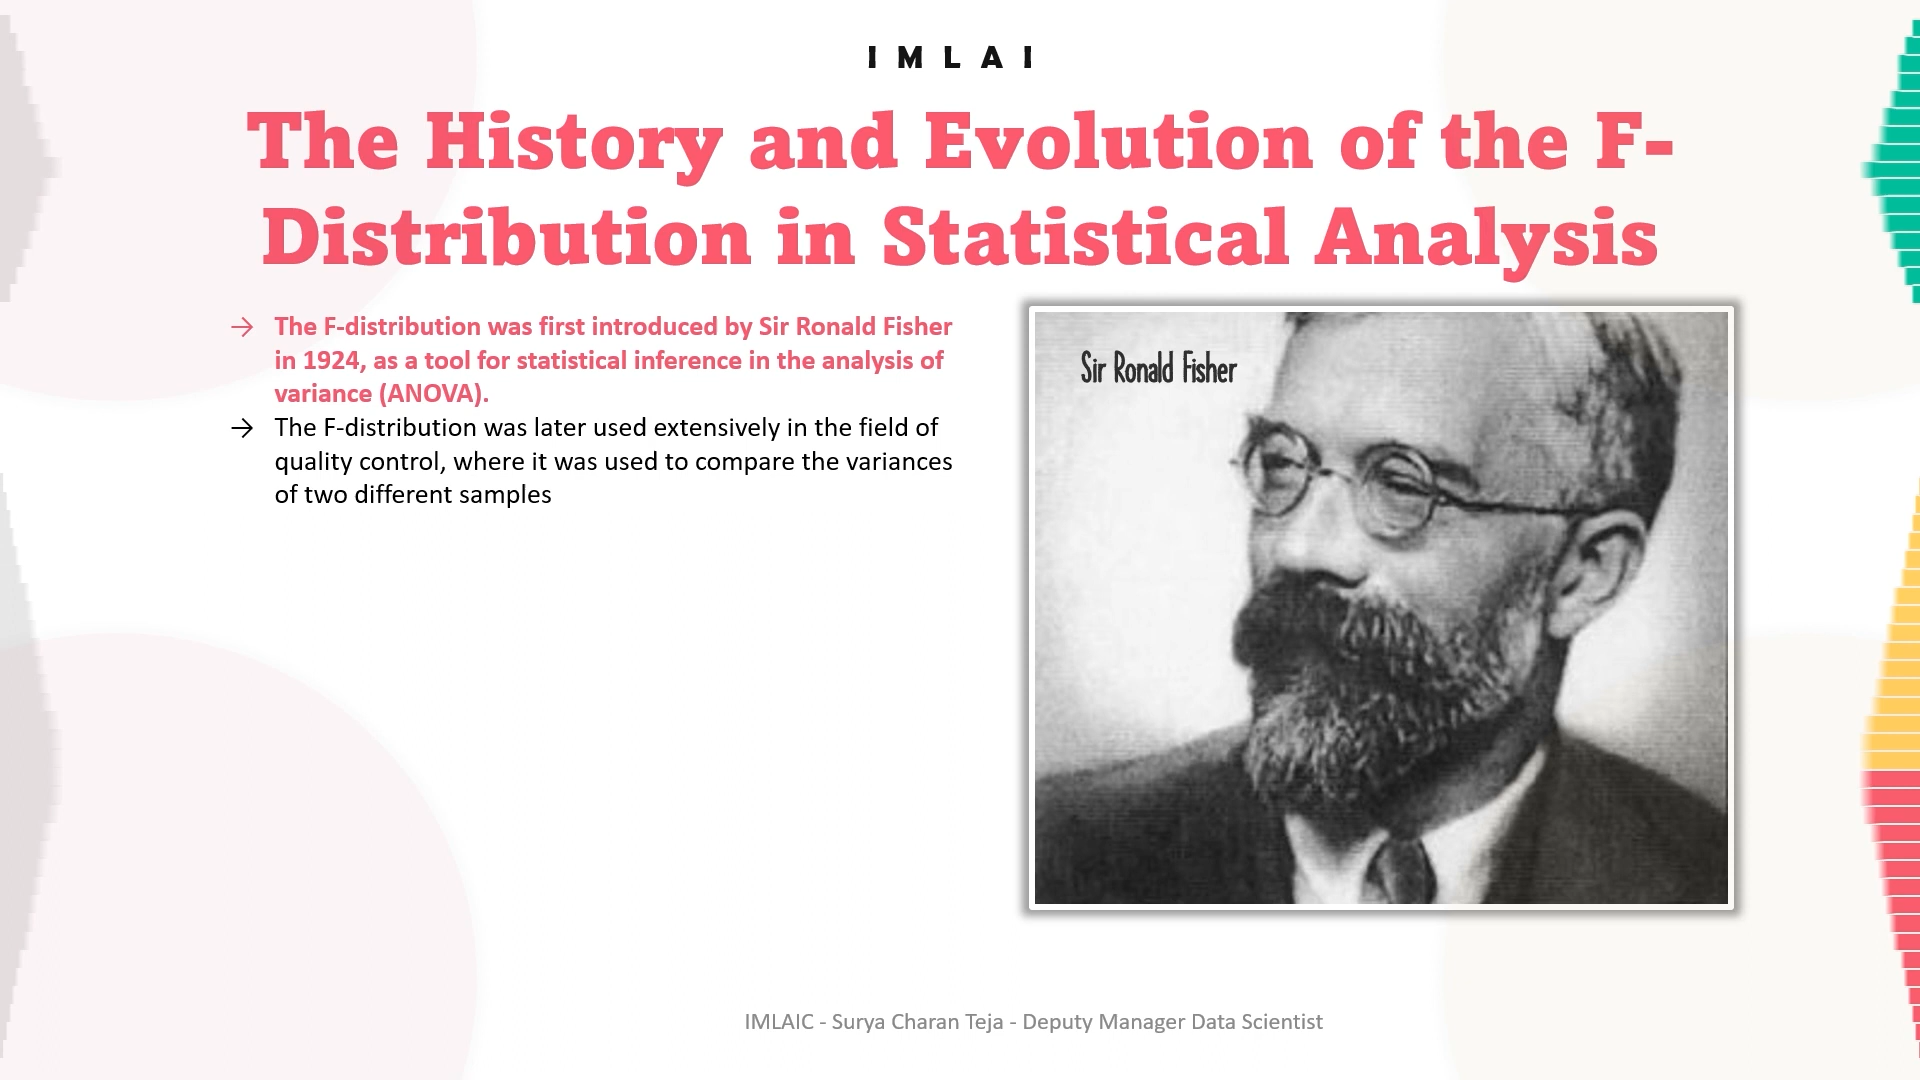 IMLAI
The History and Evolution of the F-
Distribution in Statistical Analysis
→ The F-distribution was first introduced by Sir Ronald Fisher
in 1924, as a tool for statistical inference in the analysis of
variance (ANOVA).
→ The F-distribution was later used extensively in the field of
quality control, where it was used to compare the variances
of two different samples
Sir Ronald Fisher
IMLAIC - Surya Charan Teja - Deputy Manager Data Scientist